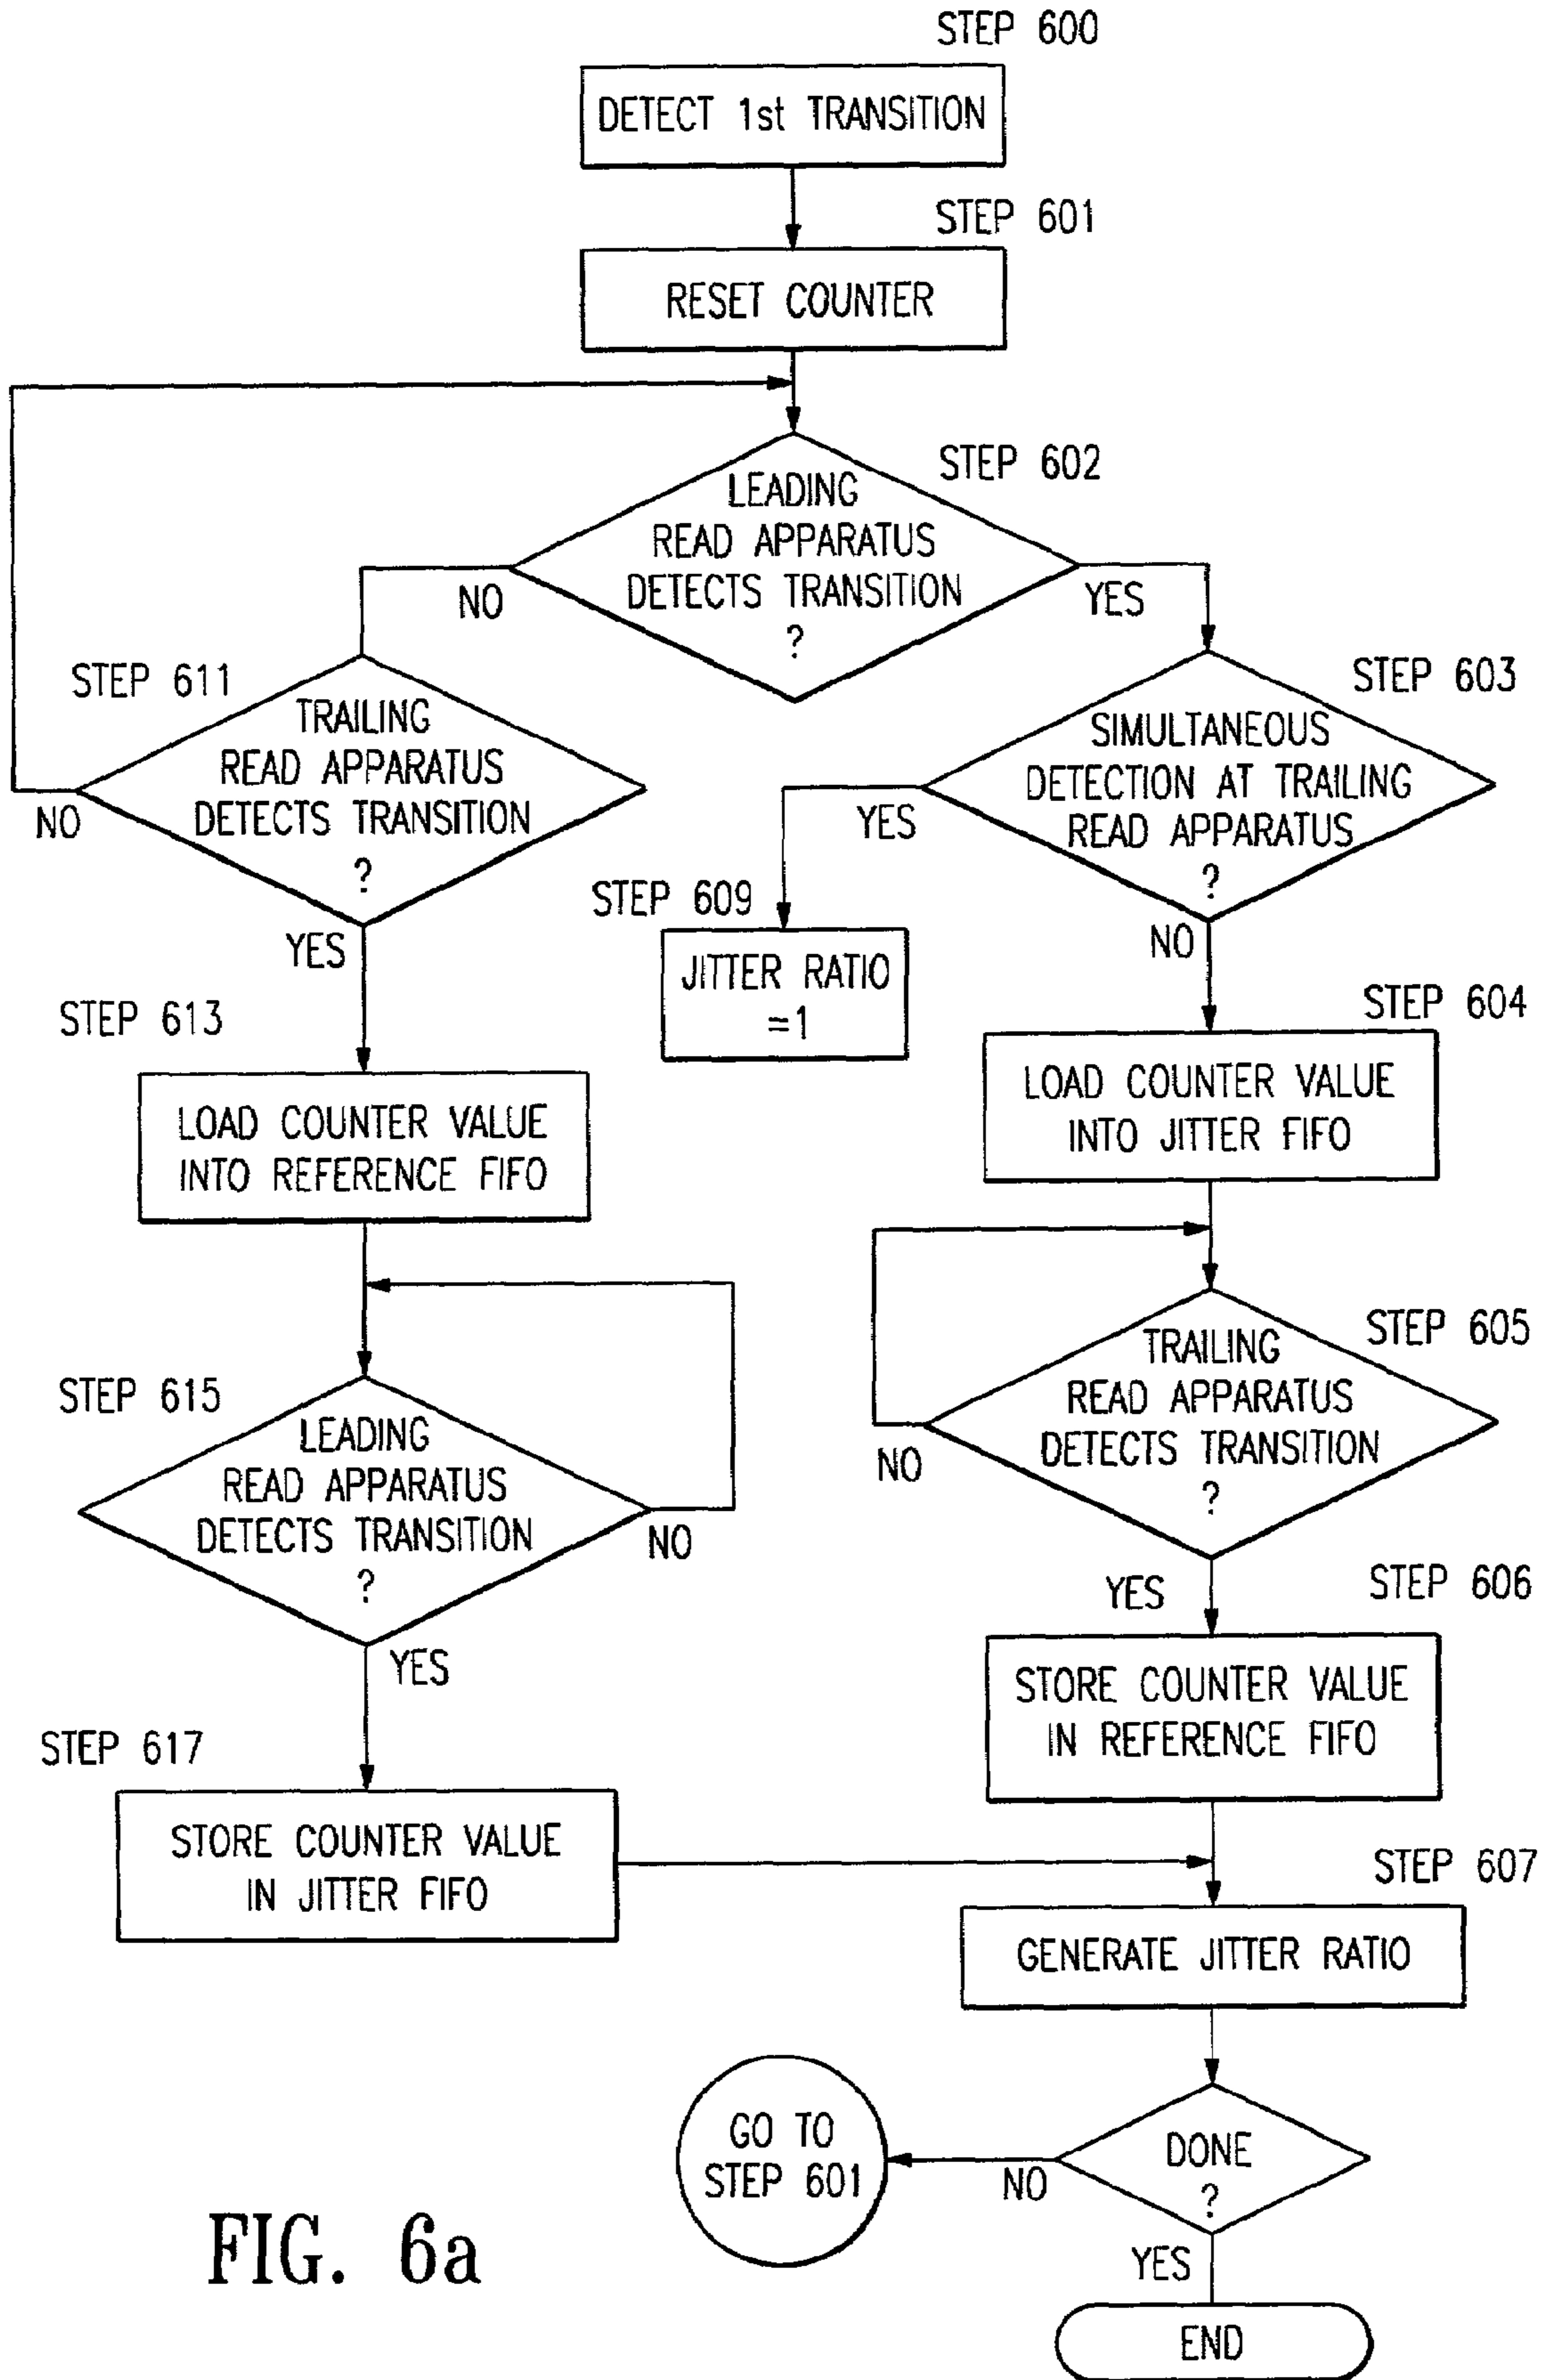 STEP 600
DETECT 1st TRANSITION
STEP 601
RESET COUNTER
STEP 602
LEADING
READ APPARATUS
DETECTS TRANSITION
?
NO
YES
STEP 611
TRAILING
READ APPARATUS
DETECTS TRANSITION
?
NO
YES
STEP 603
SIMULTANEOUS
DETECTION AT TRAILING
READ APPARATUS
?
YES
NO
STEP 609
JITTER RATIO
=1
STEP 613
LOAD COUNTER VALUE
INTO REFERENCE FIFO
STEP 604
LOAD COUNTER VALUE
INTO JITTER FIFO
STEP 615
LEADING
READ APPARATUS
DETECTS TRANSITION
?
NO
YES
STEP 605
TRAILING
READ APPARATUS
DETECTS TRANSITION
?
NO
YES
STEP 606
STORE COUNTER VALUE
IN REFERENCE FIFO
STEP 617
STORE COUNTER VALUE
IN JITTER FIFO
STEP 607
GENERATE JITTER RATIO
DONE
?
NO
YES
GO TO
STEP 601
END
FIG. 6a